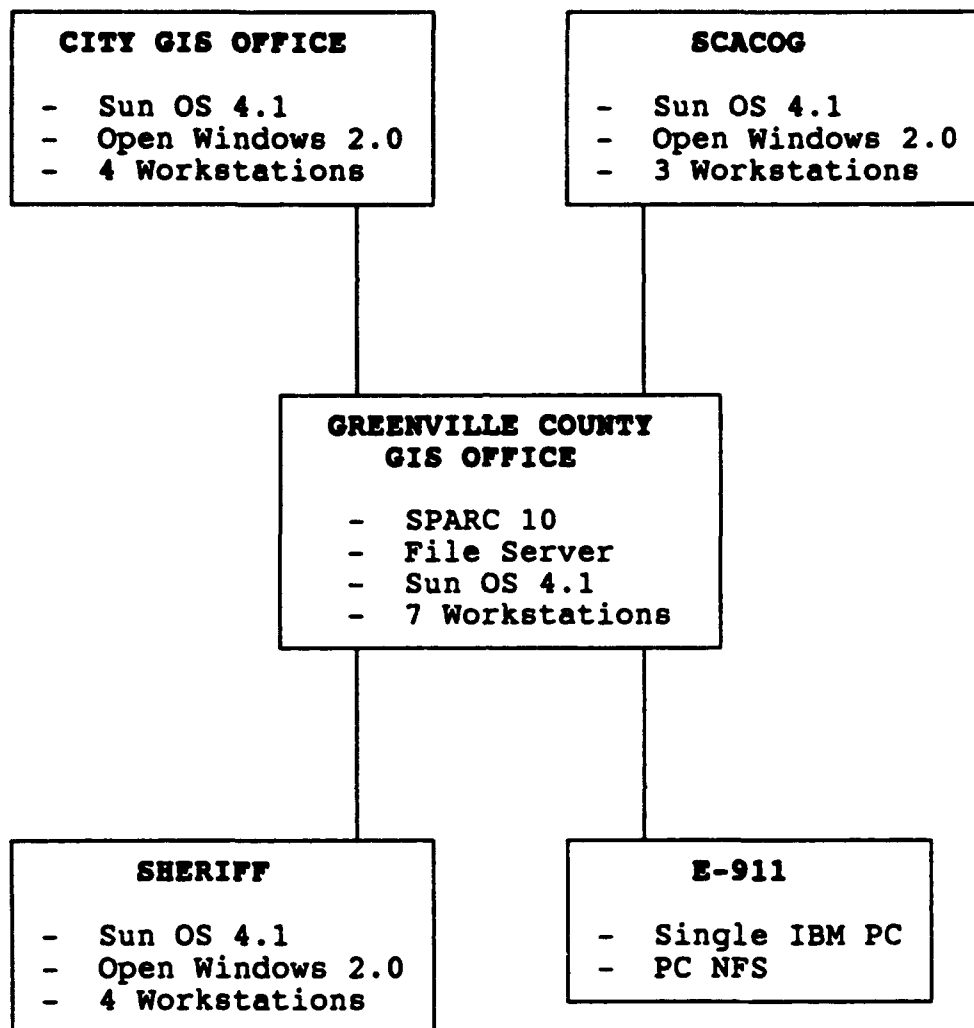 CITY GIS OFFICE
- Sun OS 4.1
- Open Windows 2.0
- 4 Workstations
SCACOG
- Sun OS 4.1
- Open Windows 2.0
- 3 Workstations
GREENVILLE COUNTY
GIS OFFICE
- SPARC 10
- File Server
- Sun OS 4.1
- 7 Workstations
SHERIFF
- Sun OS 4.1
- Open Windows 2.0
- 4 Workstations
E-911
- Single IBM PC
- PC NFS